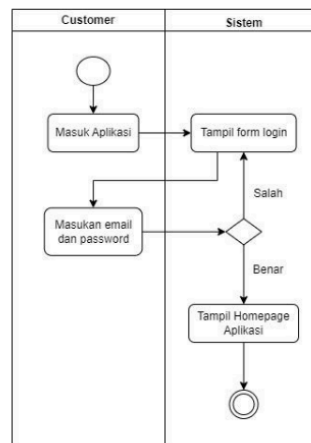 Customer
Sistem
Masuk Aplikasi
Tampil form login
Masukan email
dan password
Salah
Benar
Tampil Homepage
Aplikasi